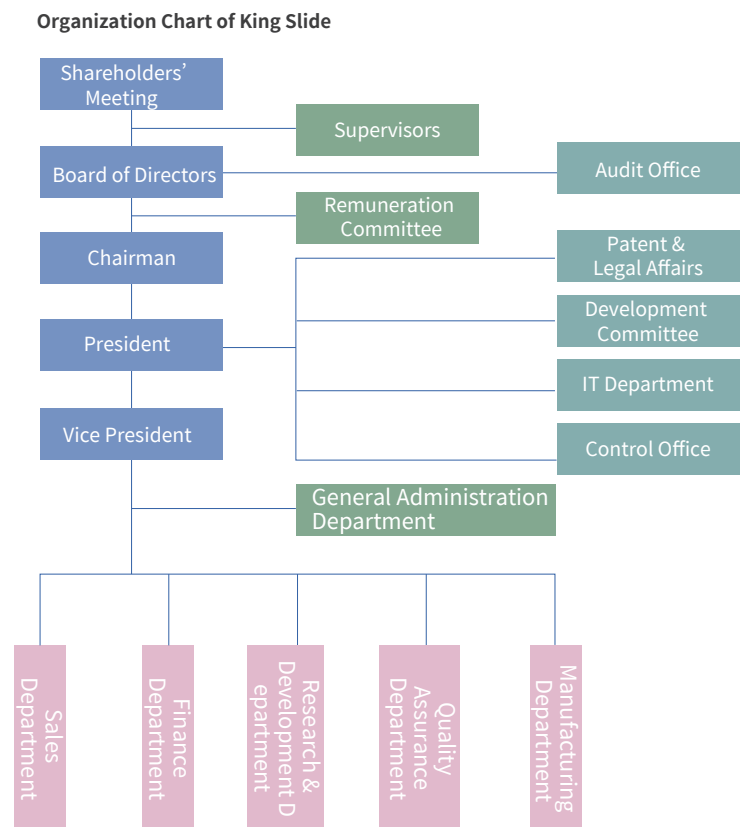 Organization Chart of King Slide
Shareholders’
Meeting
Supervisors
Board of Directors
Audit Office
Remuneration
Committee
Chairman
Patent &
Legal Affairs
President
Development
Committee
IT Department
Vice President
Control Office
General Administration
Department
Sales
Department
Finance
Department
Research &
Development D
epartment
Quality
Assurance
Department
Manufacturing
Department